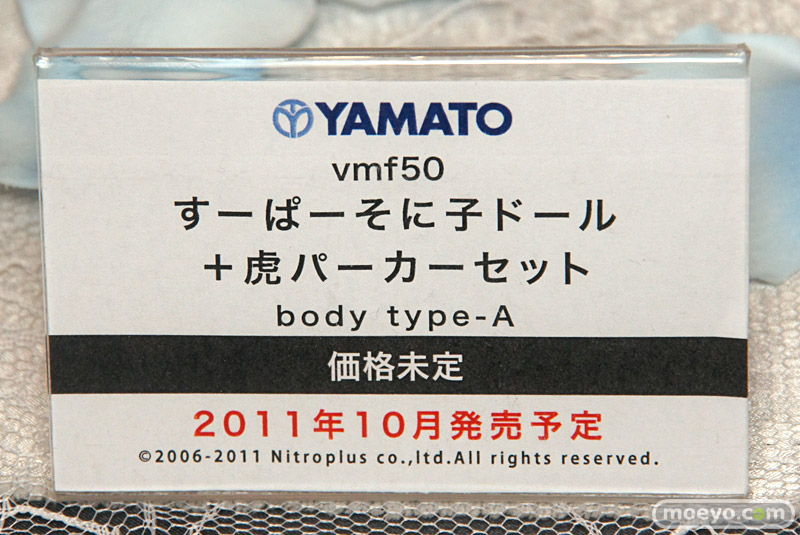 YAMATO
vmf50
すーぱーそに子ドール
＋虎パーカーセット
body type-A
価格未定
2011年10月発売予定
©2006-2011 Nitroplus co.,ltd.All rights reserved.
moeyo.com